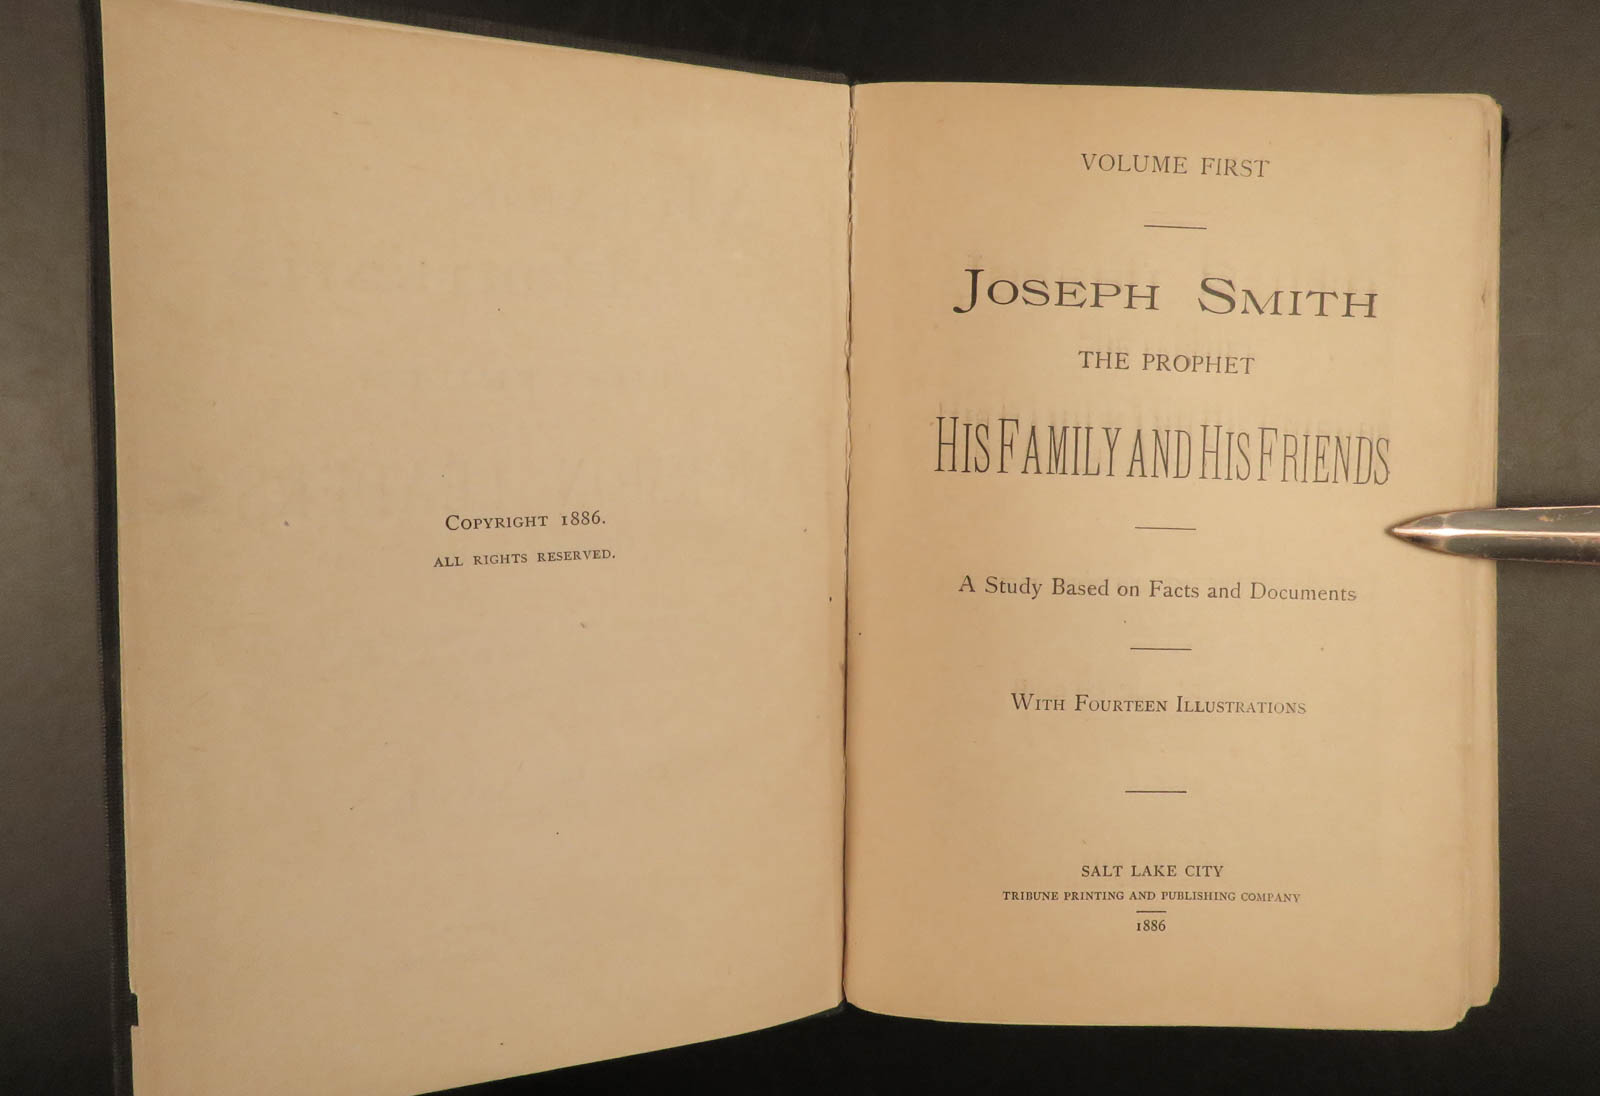 Copyright 1886.
All rights reserved.
VOLUME FIRST
Joseph Smith
THE PROPHET
His Family and His Friends
A Study Based on Facts and Documents
With Fourteen Illustrations
SALT LAKE CITY
TRIBUNE PRINTING AND PUBLISHING COMPANY
1886